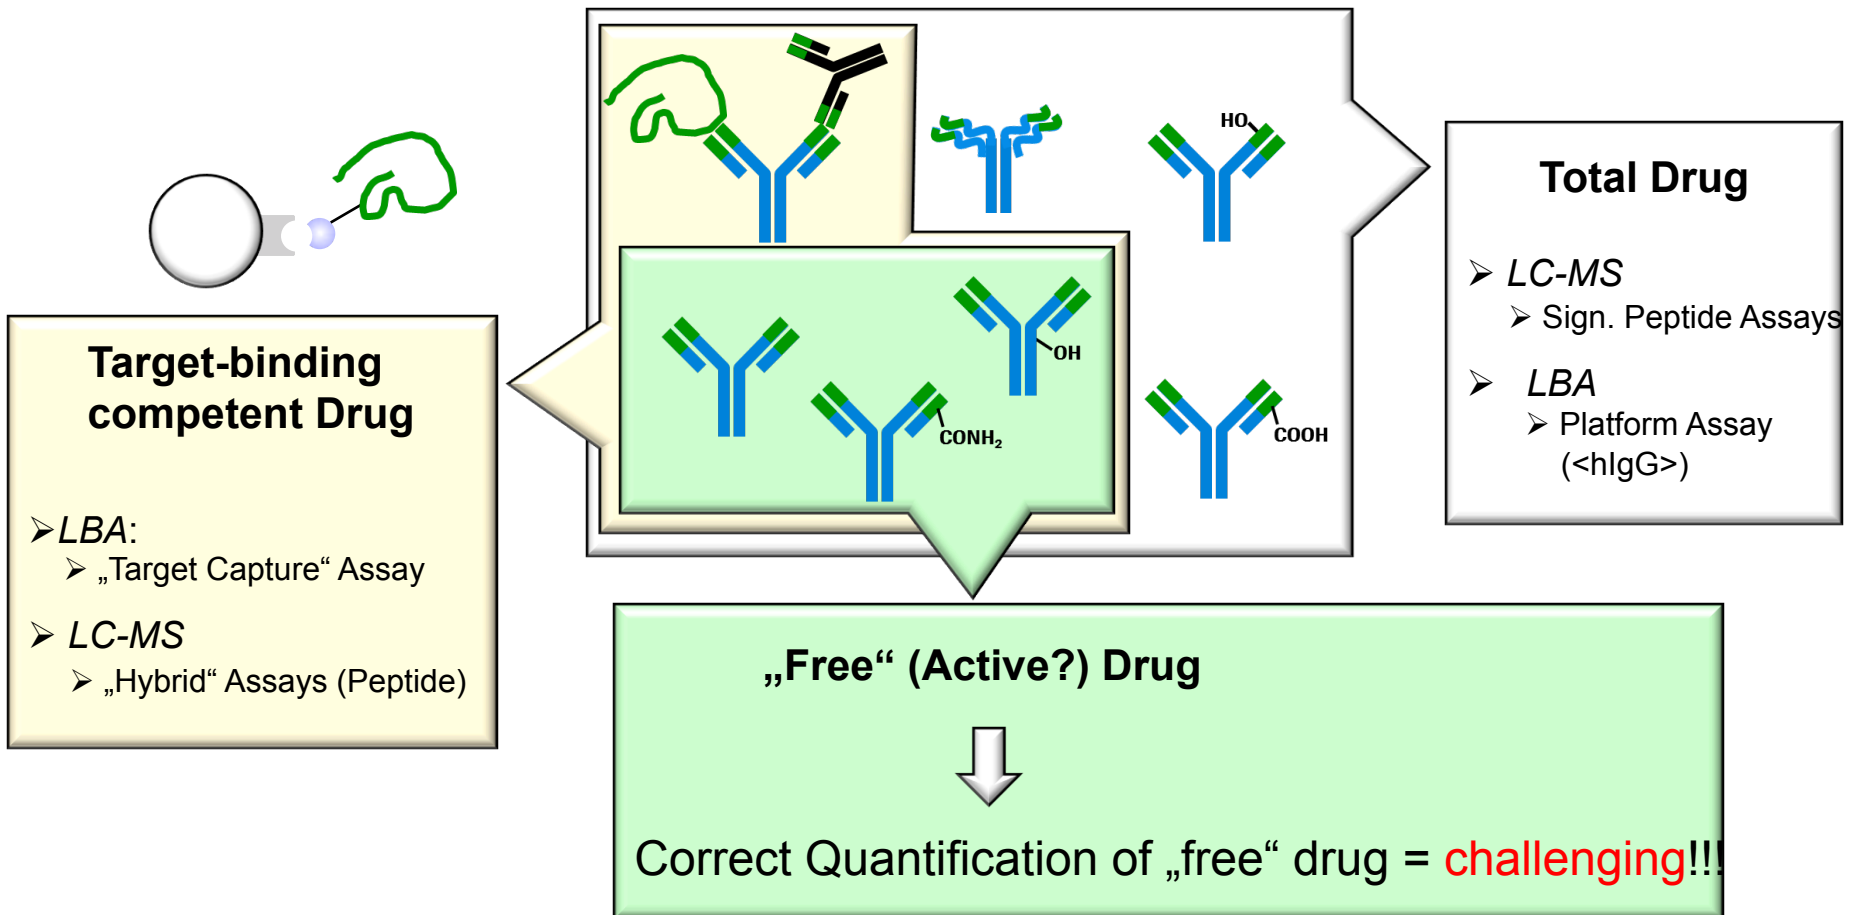 HO
OH
CONH₂
COOH
Target-binding
competent Drug
➢LBA:
➢ „Target Capture“ Assay
➢ LC-MS
➢ „Hybrid“ Assays (Peptide)
Total Drug
➢ LC-MS
➢ Sign. Peptide Assays
➢ LBA
➢ Platform Assay
(<hIgG>)
„Free“ (Active?) Drug
Correct Quantification of „free“ drug = challenging!!!